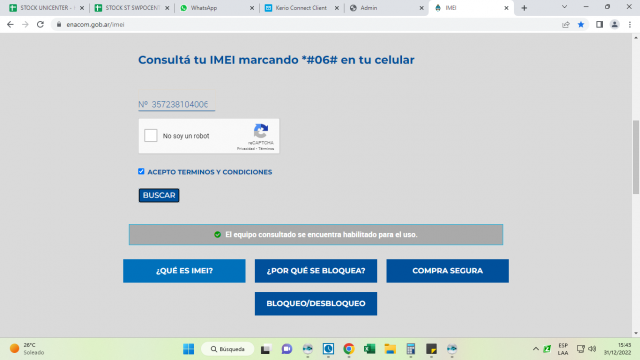 STOCK UNICENTER -
STOCK ST SWPOCEN
WhatsApp
Kerio Connect Client
Admin
IMEI
enacom.gob.ar/imei
Consultá tu IMEI marcando *#06# en tu celular
Nº 357238104006
No soy un robot
reCAPTCHA
Privacidad - Términos
ACEPTO TERMINOS Y CONDICIONES
BUSCAR
El equipo consultado se encuentra habilitado para el uso.
¿QUÉ ES IMEI?
¿POR QUÉ SE BLOQUEA?
COMPRA SEGURA
BLOQUEO/DESBLOQUEO
26°C
Soleado
Búsqueda
ESP
LAA
15:45
31/12/2022